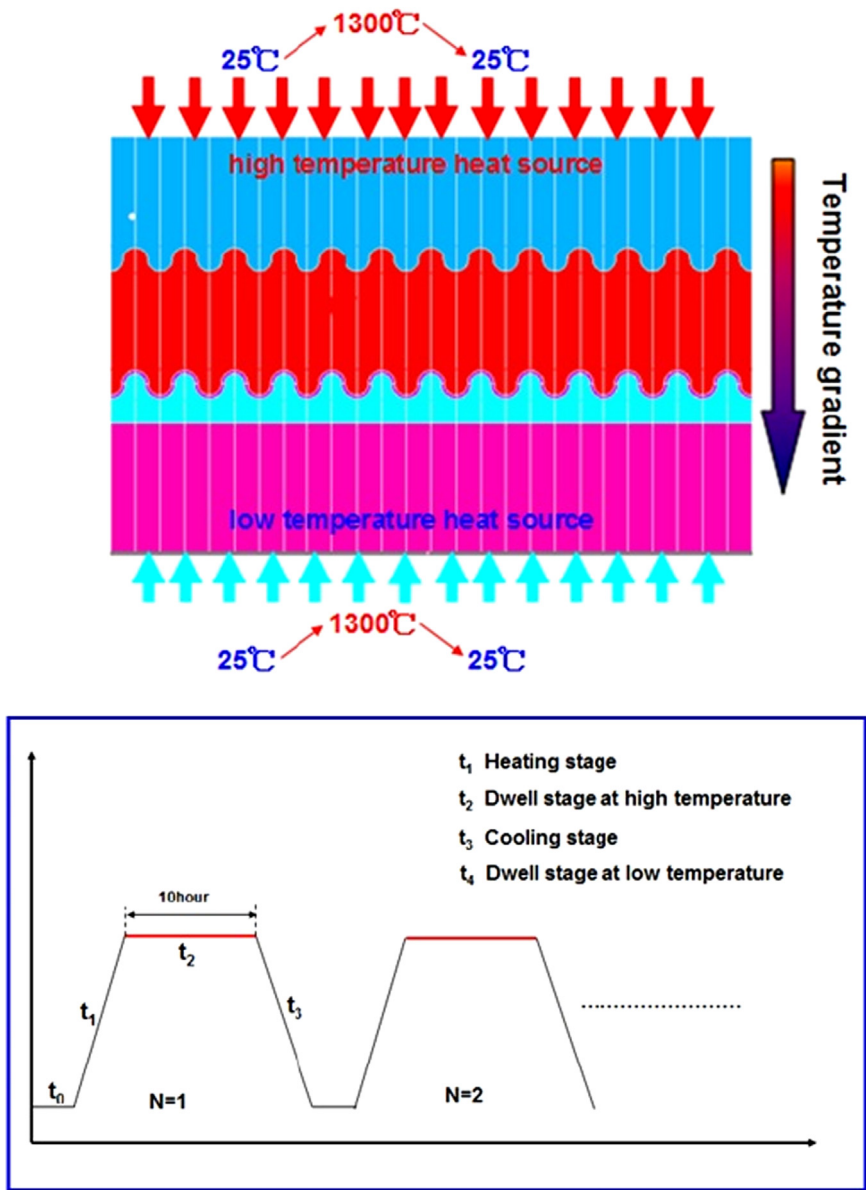 1300℃
25℃ 25℃
high temperature heat source
Temperature gradient
low temperature heat source
1300℃
25℃ 25℃
t1 Heating stage
t2 Dwell stage at high temperature
t3 Cooling stage
t4 Dwell stage at low temperature
10hour
t2
t1
t3
t0
N=1
N=2